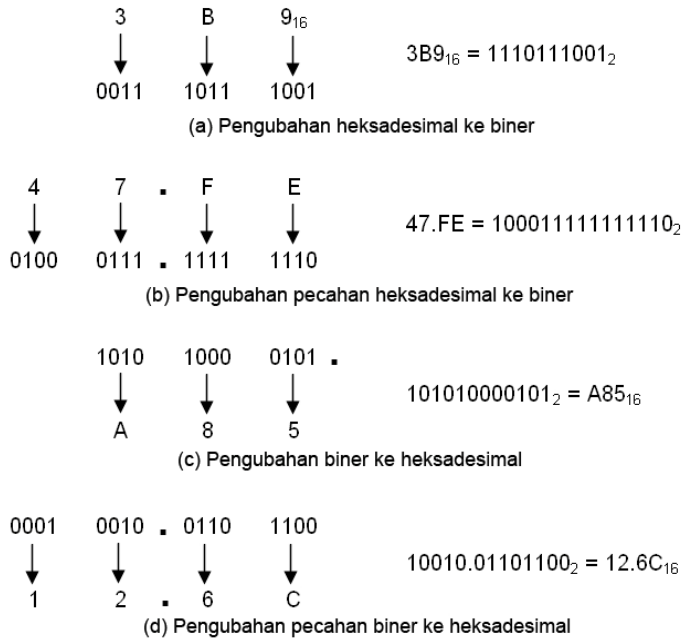 3 B 9₁₆
3B9₁₆ = 1110111001₂
0011 1011 1001
(a) Pengubahan heksadesimal ke biner
4 7 . F E
47.FE = 100011111111110₂
0100 0111 . 1111 1110
(b) Pengubahan pecahan heksadesimal ke biner
1010 1000 0101 .
101010000101₂ = A85₁₆
A 8 5
(c) Pengubahan biner ke heksadesimal
0001 0010 . 0110 1100
10010.01101100₂ = 12.6C₁₆
1 2 . 6 C
(d) Pengubahan pecahan biner ke heksadesimal